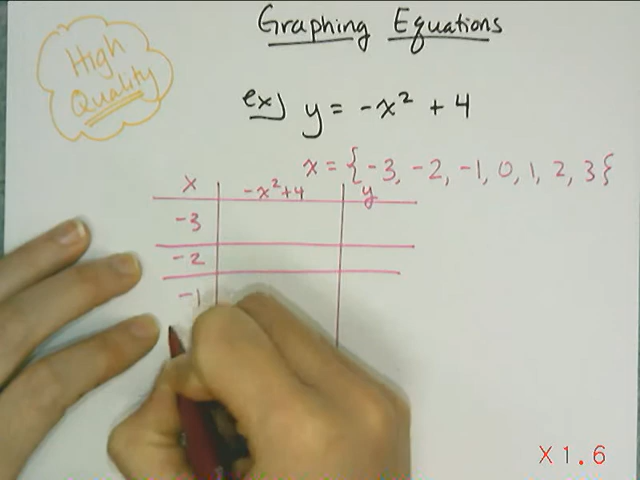 Graphing Equations
High
Quality
ex) y = -x² + 4
x = {-3, -2, -1, 0, 1, 2, 3}
x -x²+4 y
-3
-2
-1
X1.6